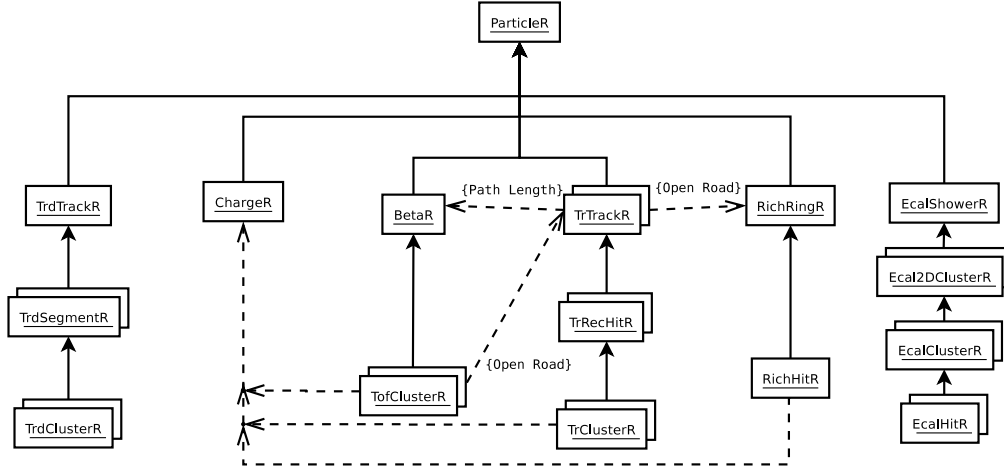 ParticleR
TrdTrackR
ChargeR
BetaR
{Path Length}
TrTrackR
{Open Road}
RichRingR
EcalShowerR
Ecal2DClusterR
TrdSegmentR
TrRecHitR
EcalClusterR
{Open Road}
TofClusterR
RichHitR
TrdClusterR
TrClusterR
EcalHitR